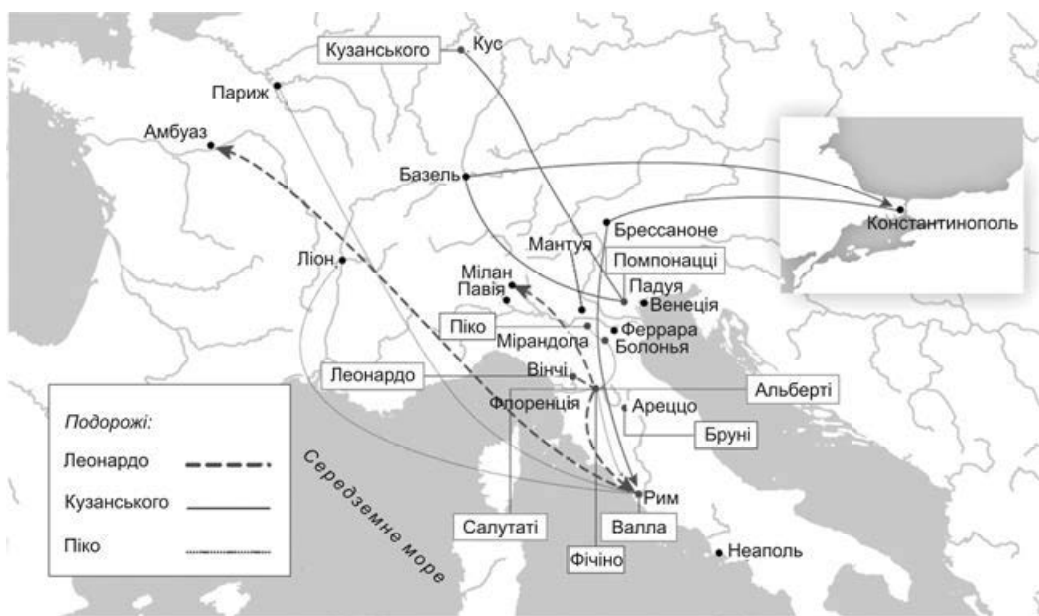 Кузанського
Кус
Париж
Амбуаз
Базель
Константинополь
Брессаноне
Мантуя
Помпонацці
Ліон
Мілан
Падуя
Павія
Венеція
Піко
Феррара
Мірандола
Болонья
Леонардо
Вінчі
Альберті
Флоренція
Ареццо
Бруні
Подорожі:
Леонардо
Кузанського
Піко
Середземне море
Рим
Салутаті
Валла
Фічіно
Неаполь